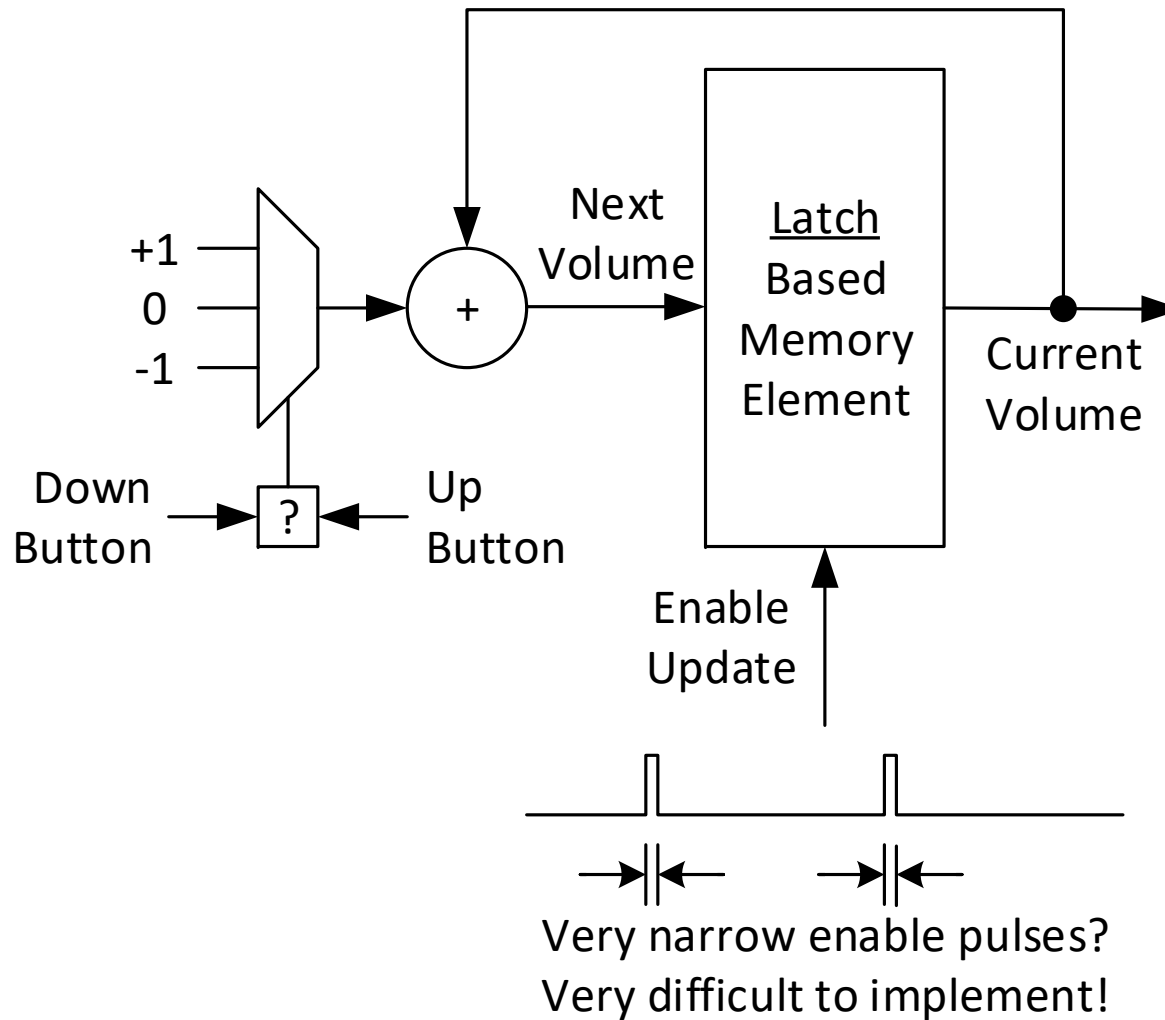 +1
0
-1
+
Next
Volume
Latch
Based
Memory
Element
Current
Volume
Down
Button
?
Up
Button
Enable
Update
Very narrow enable pulses?
Very difficult to implement!